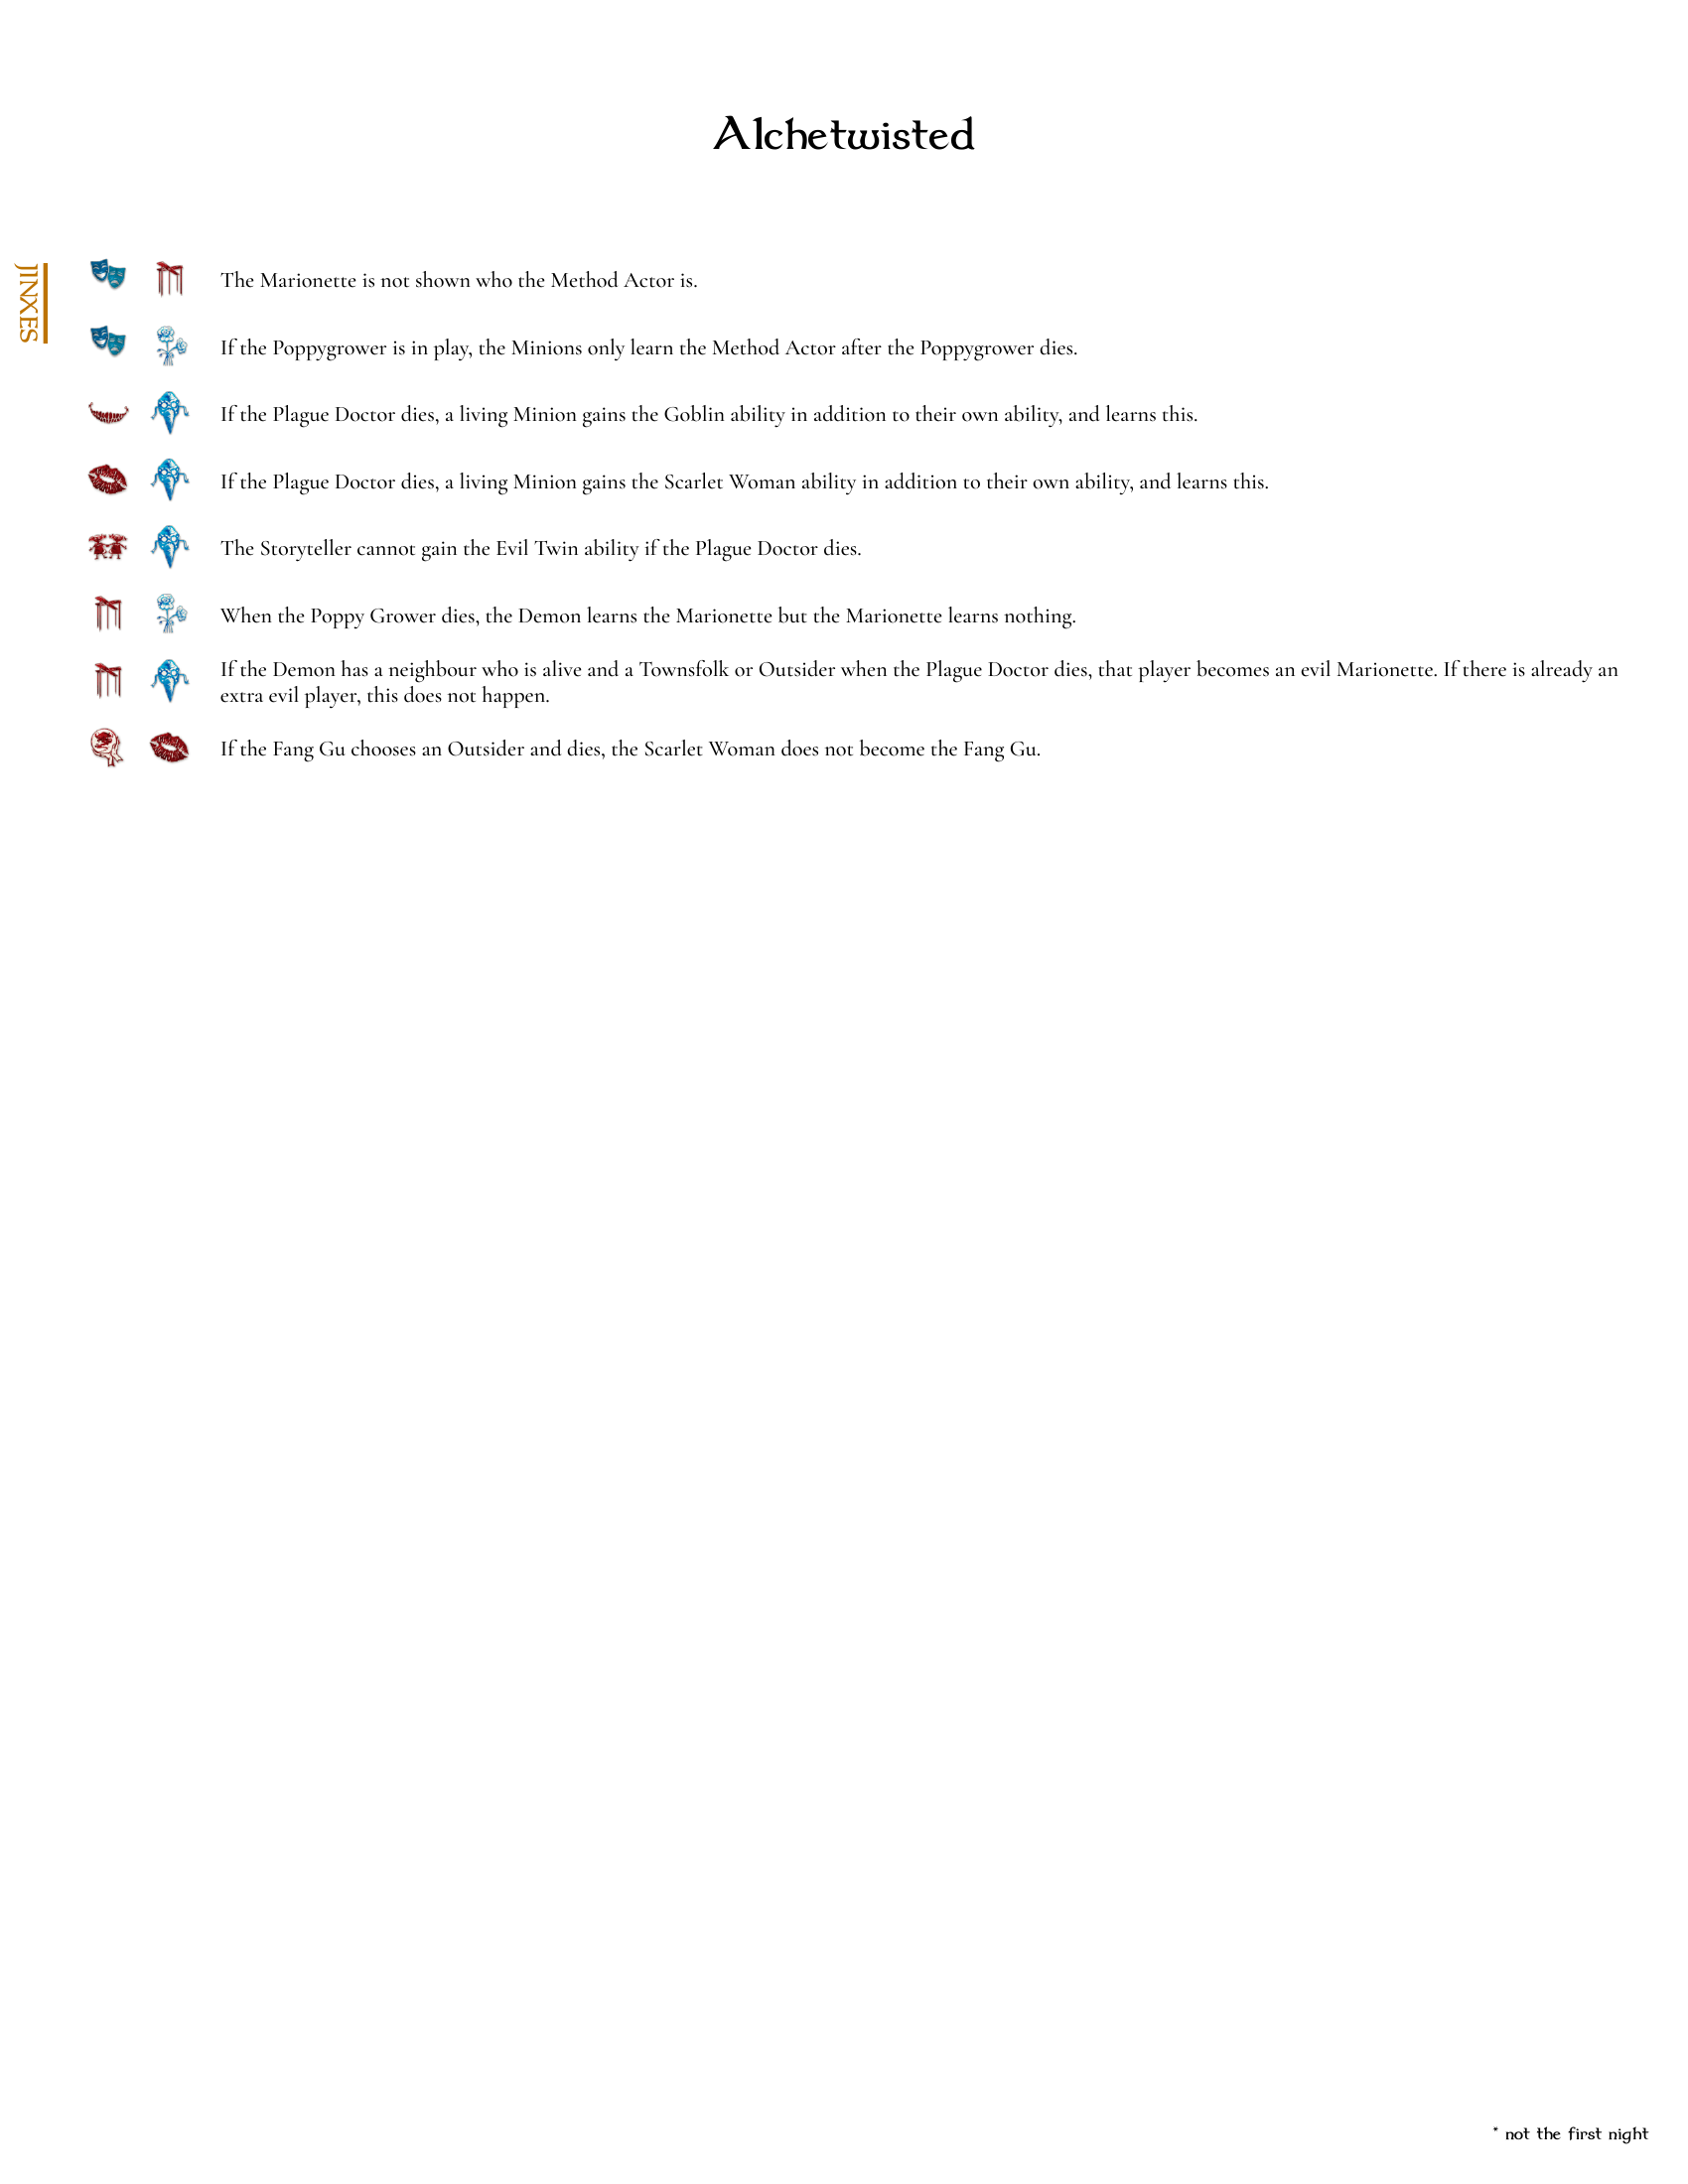 Alchetwisted
JINXES
The Marionette is not shown who the Method Actor is.
If the Poppygrower is in play, the Minions only learn the Method Actor after the Poppygrower dies.
If the Plague Doctor dies, a living Minion gains the Goblin ability in addition to their own ability, and learns this.
If the Plague Doctor dies, a living Minion gains the Scarlet Woman ability in addition to their own ability, and learns this.
The Storyteller cannot gain the Evil Twin ability if the Plague Doctor dies.
When the Poppy Grower dies, the Demon learns the Marionette but the Marionette learns nothing.
If the Demon has a neighbour who is alive and a Townsfolk or Outsider when the Plague Doctor dies, that player becomes an evil Marionette. If there is already an
extra evil player, this does not happen.
If the Fang Gu chooses an Outsider and dies, the Scarlet Woman does not become the Fang Gu.
* not the first night